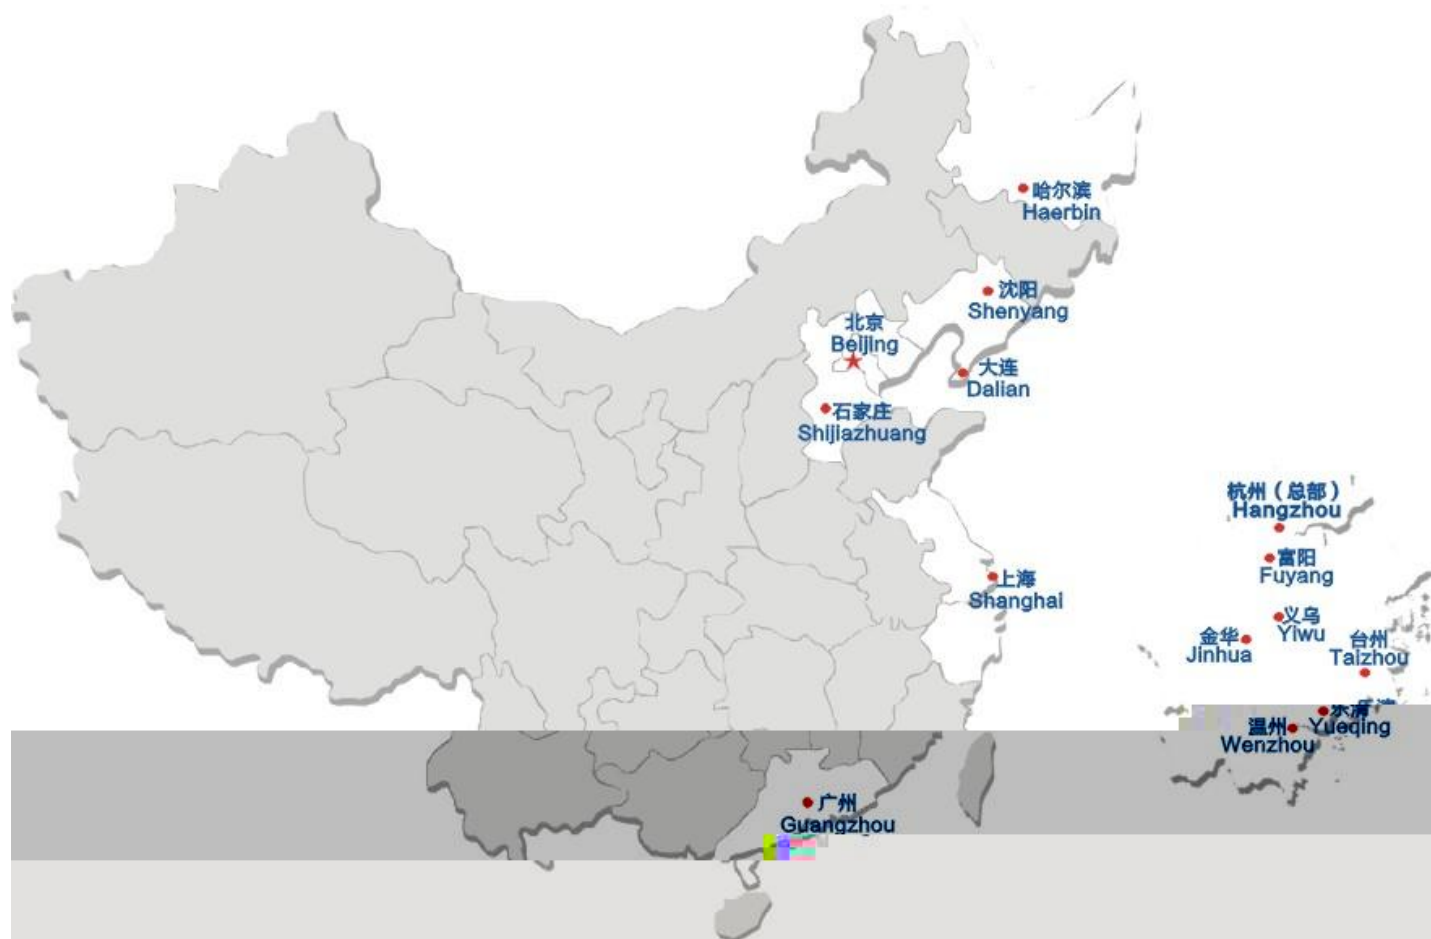 哈尔滨
Haerbin
沈阳
Shenyang
北京
Beijing
大连
Dalian
石家庄
Shijiazhuang
杭州（总部）
Hangzhou
富阳
Fuyang
上海
Shanghai
义乌
Yiwu
金华
Jinhua
台州
Taizhou
温州
Wenzhou
Yueqing
广州
Guangzhou